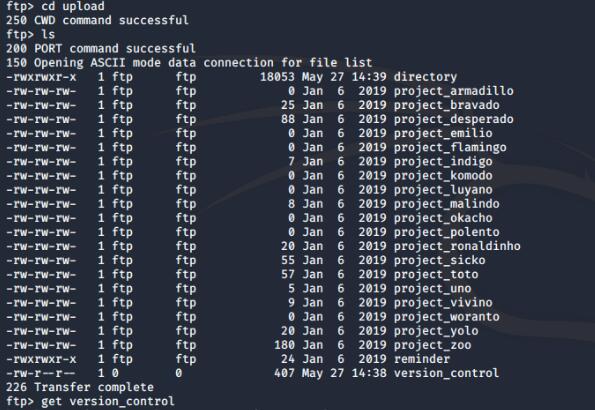 ftp> cd upload
250 CWD command successful
ftp> ls
200 PORT command successful
150 Opening ASCII mode data connection for file list
-rwxrwxr-x   1 ftp      ftp         18053 May 27 14:39 directory
-rw-rw-rw-   1 ftp      ftp             0 Jan  6  2019 project_armadillo
-rw-rw-rw-   1 ftp      ftp            25 Jan  6  2019 project_bravado
-rw-rw-rw-   1 ftp      ftp            88 Jan  6  2019 project_desperado
-rw-rw-rw-   1 ftp      ftp             0 Jan  6  2019 project_emilio
-rw-rw-rw-   1 ftp      ftp             0 Jan  6  2019 project_flamingo
-rw-rw-rw-   1 ftp      ftp             7 Jan  6  2019 project_indigo
-rw-rw-rw-   1 ftp      ftp             0 Jan  6  2019 project_komodo
-rw-rw-rw-   1 ftp      ftp             0 Jan  6  2019 project_luyano
-rw-rw-rw-   1 ftp      ftp             8 Jan  6  2019 project_malindo
-rw-rw-rw-   1 ftp      ftp             0 Jan  6  2019 project_okacho
-rw-rw-rw-   1 ftp      ftp             0 Jan  6  2019 project_polento
-rw-rw-rw-   1 ftp      ftp            20 Jan  6  2019 project_ronaldinho
-rw-rw-rw-   1 ftp      ftp            55 Jan  6  2019 project_sicko
-rw-rw-rw-   1 ftp      ftp            57 Jan  6  2019 project_toto
-rw-rw-rw-   1 ftp      ftp             5 Jan  6  2019 project_uno
-rw-rw-rw-   1 ftp      ftp             9 Jan  6  2019 project_vivino
-rw-rw-rw-   1 ftp      ftp             0 Jan  6  2019 project_woranto
-rw-rw-rw-   1 ftp      ftp            20 Jan  6  2019 project_yolo
-rw-rw-rw-   1 ftp      ftp           180 Jan  6  2019 project_zoo
-rwxrwxr-x   1 ftp      ftp            24 Jan  6  2019 reminder
-rw-r--r--   1 0        0             407 May 27 14:38 version_control
226 Transfer complete
ftp> get version_control